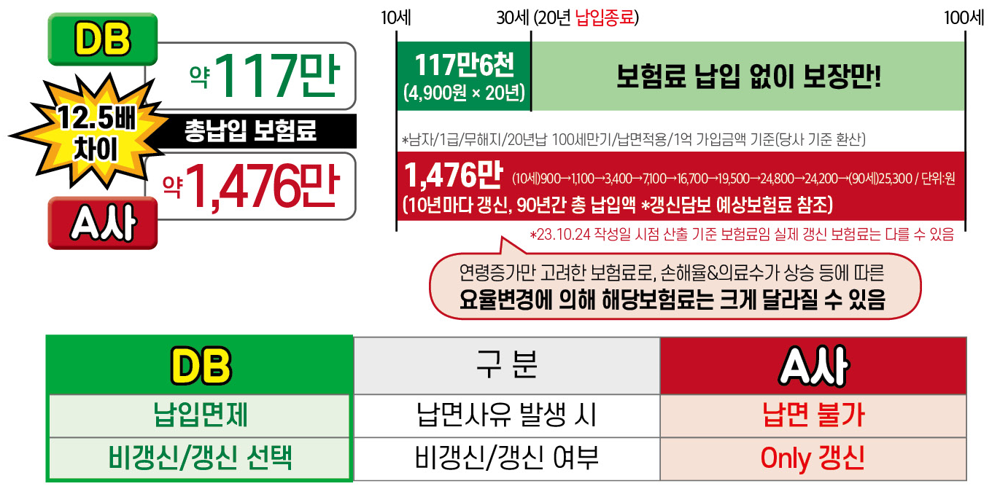 DB
약 117만
12.5배
차이
총납입 보험료
약 1,476만
A사
10세
30세 (20년 납입종료)
100세
117만6천
(4,900원 × 20년)
보험료 납입 없이 보장만!
*남자/1급/무해지/20년납 100세만기/납면적용/1억 가입금액 기준(당사 기준 환산)
1,476만 (10세)900→1,100→3,400→7,100→16,700→19,500→24,800→24,200→(90세)25,300 / 단위:원
(10년마다 갱신, 90년간 총 납입액 *갱신담보 예상보험료 참조)
*23.10.24 작성일 시점 산출 기준 보험료임 실제 갱신 보험료는 다를 수 있음
연령증가만 고려한 보험료로, 손해율&의료수가 상승 등에 따른
요율변경에 의해 해당보험료는 크게 달라질 수 있음
DB 구 분 A사
납입면제 납면사유 발생 시 납면 불가
비갱신/갱신 선택 비갱신/갱신 여부 Only 갱신